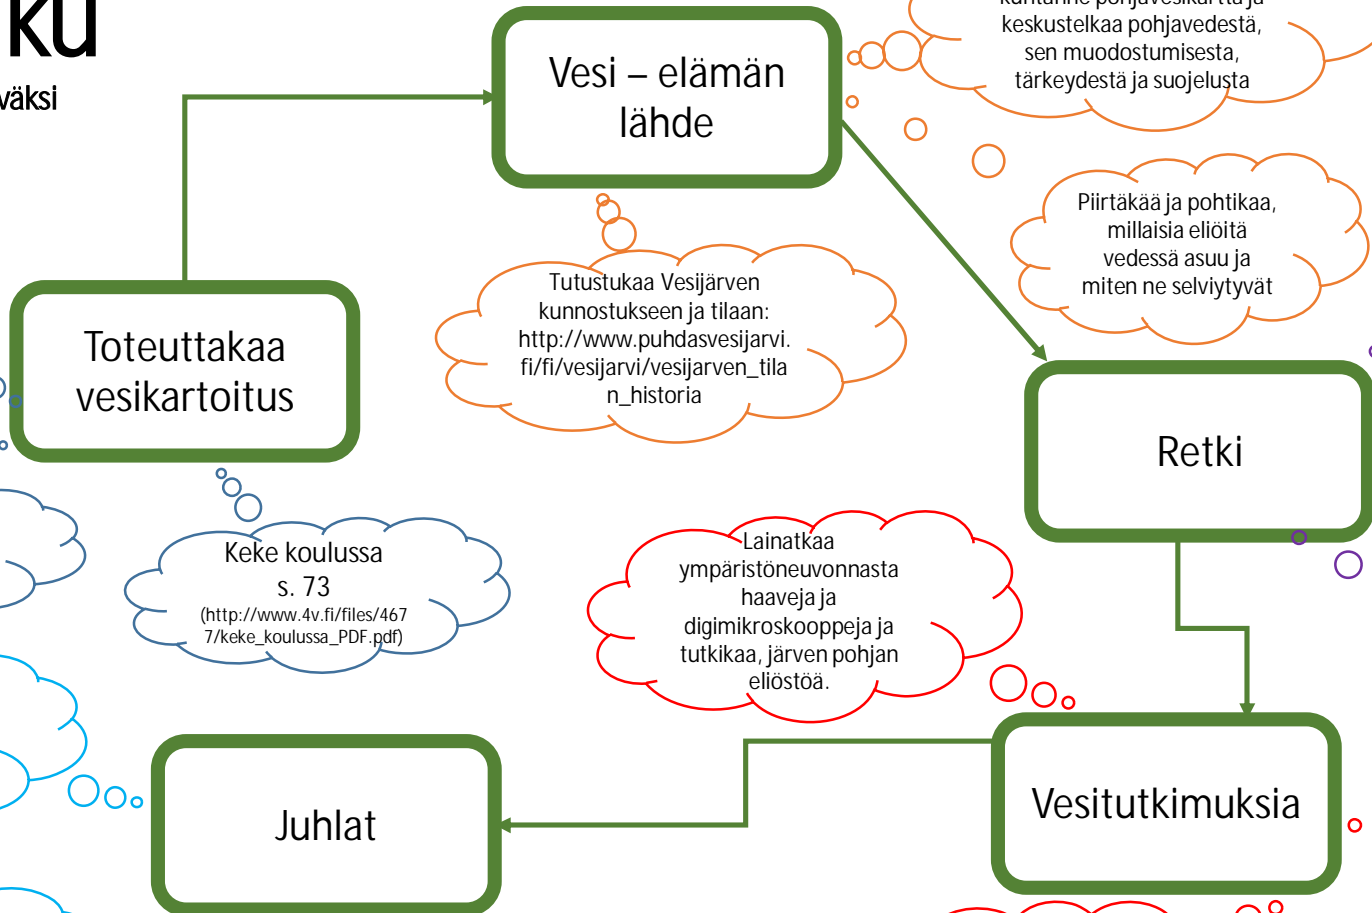 ku
väksi
Vesi – elämän
lähde
keskustelkaa pohjavedestä,
sen muodostumisesta,
tärkeydestä ja suojelusta
Piirtäkää ja pohtikaa,
millaisia eliöitä
vedessä asuu ja
miten ne selviytyvät
Tutustukaa Vesijärven
kunnostukseen ja tilaan:
http://www.puhdasvesijarvi.
fi/fi/vesijarvi/vesijarven_tila
n_historia
Toteuttakaa
vesikartoitus
Retki
Keke koulussa
s. 73
(http://www.4v.fi/files/467
7/keke_koulussa_PDF.pdf)
Lainatkaa
ympäristöneuvonnasta
haaveja ja
digimikroskooppeja ja
tutkikaa, järven pohjan
eliöstöä.
Juhlat
Vesitutkimuksia